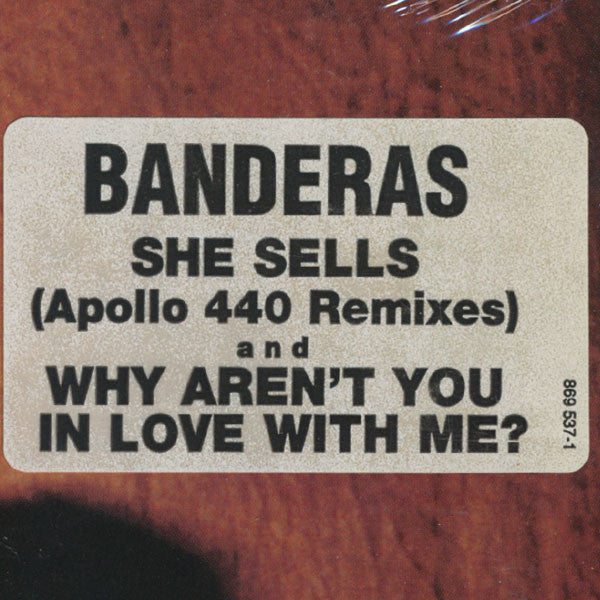 BANDERAS
SHE SELLS
(Apollo 440 Remixes)
and
WHY AREN'T YOU
IN LOVE WITH ME?
869 537-1